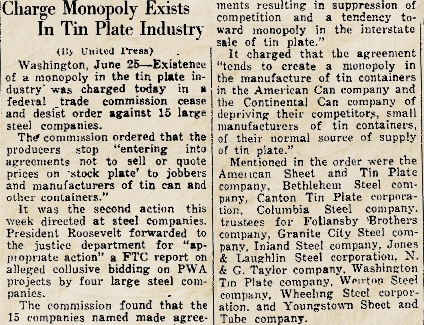 Charge Monopoly Exists
In Tin Plate Industry
(By United Press)
Washington, June 25—Existence
of a monopoly in the tin plate in-
dustry was charged today in a
federal trade commission cease
and desist order against 15 large
steel companies.
The commission ordered that the
producers stop "entering into
agreements not to sell or quote
prices on 'stock plate' to jobbers
and manufacturers of tin can and
other containers."
It was the second action this
week directed at steel companies.
President Roosevelt forwarded to
the justice department for "ap-
propriate action" a FTC report on
alleged collusive bidding on PWA
projects by four large steel com-
panies.
The commission found that the
15 companies named made agree-
ments resulting in suppression of
competition and a tendency to-
ward monopoly in the interstate
sale of tin plate."
It charged that the agreement
"tends to create a monopoly in
the manufacture of tin containers
in the American Can company and
the Continental Can company of
depriving their competitors, small
manufacturers of tin containers,
of their normal source of supply
of tin plate."
Mentioned in the order were the
American Sheet and Tin Plate
company, Bethlehem Steel com-
pany, Canton Tin Plate corpora-
tion, Columbia Steel company,
trustees for Follansby Brothers
company, Granite City Steel com-
pany, Inland Steel company, Jones
& Laughlin Steel corporation, N.
& G. Taylor company, Washington
Tin Plate company, Weirton Steel
company, Wheeling Steel corpor-
ation, and Youngstown Sheet and
Tube company.